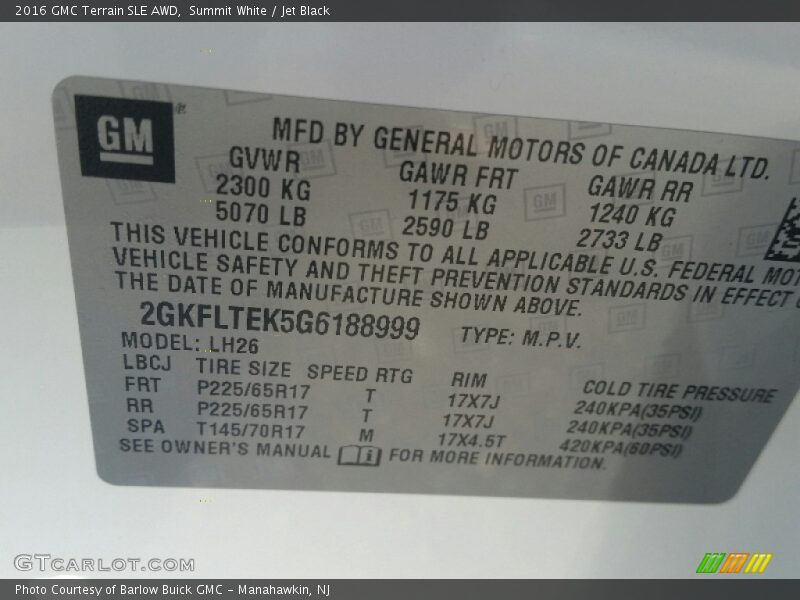 2016 GMC Terrain SLE AWD, Summit White / Jet Black
GM
MFD BY GENERAL MOTORS OF CANADA LTD.
GVWR GAWR FRT GAWR RR
2300 KG 1175 KG 1240 KG
5070 LB 2590 LB 2733 LB
THIS VEHICLE CONFORMS TO ALL APPLICABLE U.S. FEDERAL MOT
VEHICLE SAFETY AND THEFT PREVENTION STANDARDS IN EFFECT
THE DATE OF MANUFACTURE SHOWN ABOVE.
2GKFLTEK5G6188999 TYPE: M.P.V.
MODEL: LH26
LBCJ TIRE SIZE SPEED RTG RIM COLD TIRE PRESSURE
FRT P225/65R17 T 17X7J 240KPA(35PSI)
RR P225/65R17 T 17X7J 240KPA(35PSI)
SPA T145/70R17 M 17X4.5T 420KPA(60PSI)
SEE OWNER'S MANUAL FOR MORE INFORMATION.
GTCARLOT.COM
Photo Courtesy of Barlow Buick GMC - Manahawkin, NJ